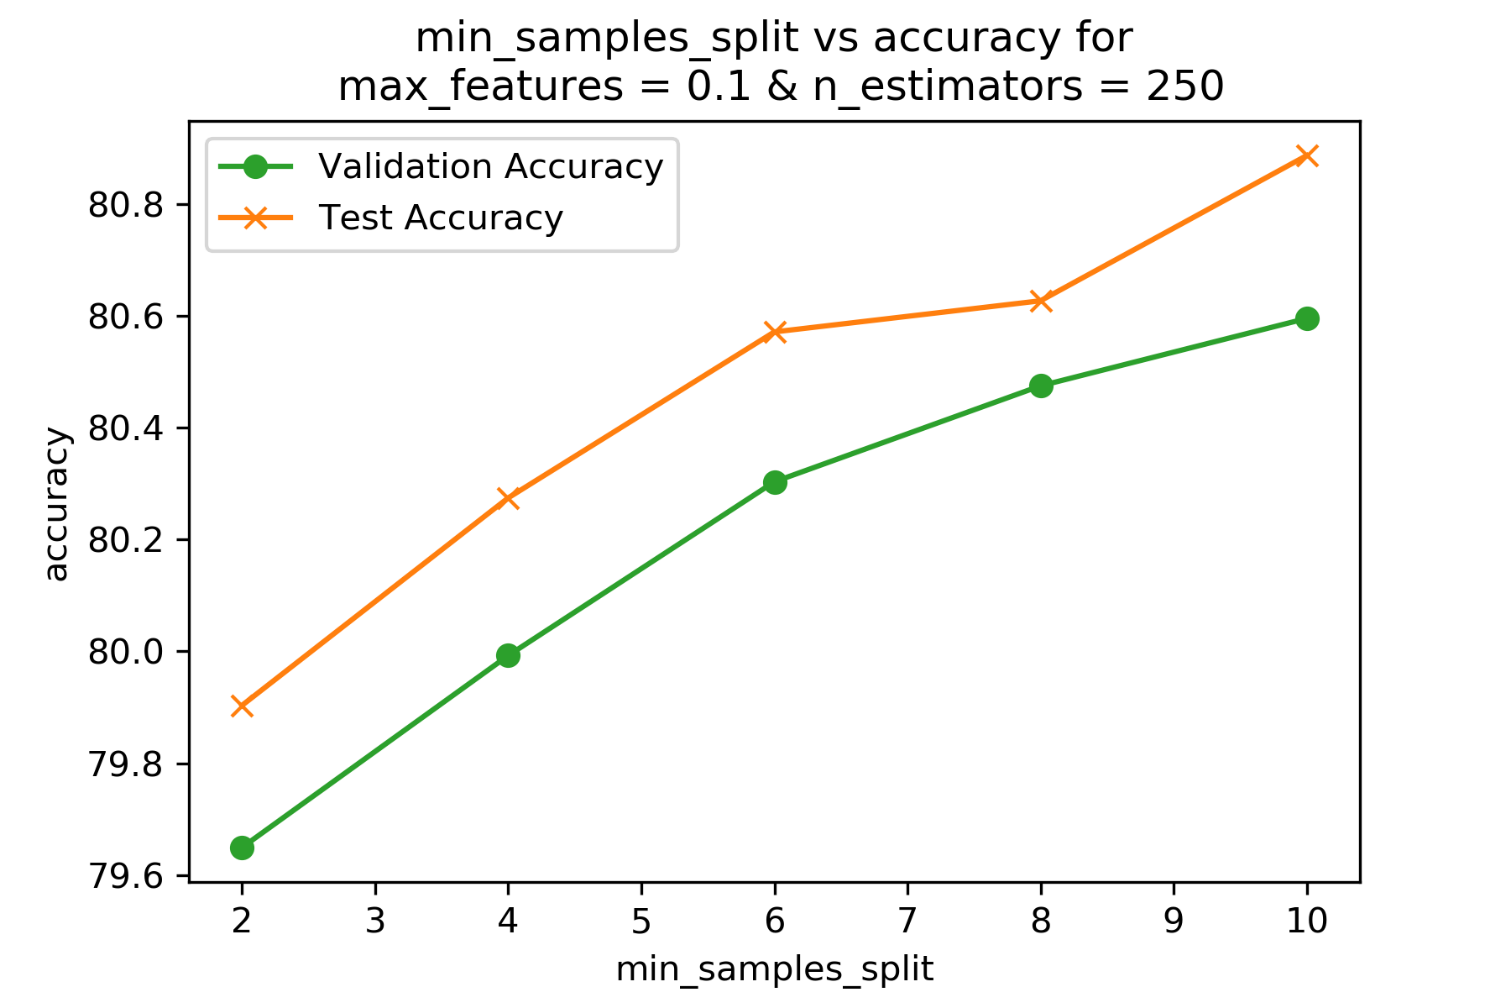 min_samples_split vs accuracy for
max_features = 0.1 & n_estimators = 250
Validation Accuracy
Test Accuracy
accuracy
80.8
80.6
80.4
80.2
80.0
79.8
79.6
2 3 4 5 6 7 8 9 10
min_samples_split